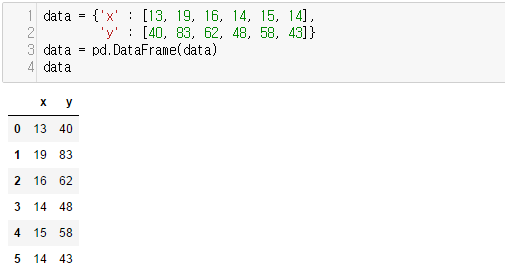 1 data = {'x' : [13, 19, 16, 14, 15, 14],
2 'y' : [40, 83, 62, 48, 58, 43]}
3 data = pd.DataFrame(data)
4 data
x y
0 13 40
1 19 83
2 16 62
3 14 48
4 15 58
5 14 43